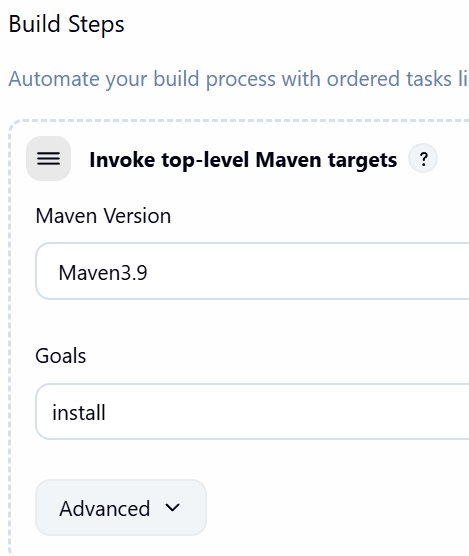 Build Steps
Automate your build process with ordered tasks
Invoke top-level Maven targets ?
Maven Version
Maven3.9
Goals
install
Advanced